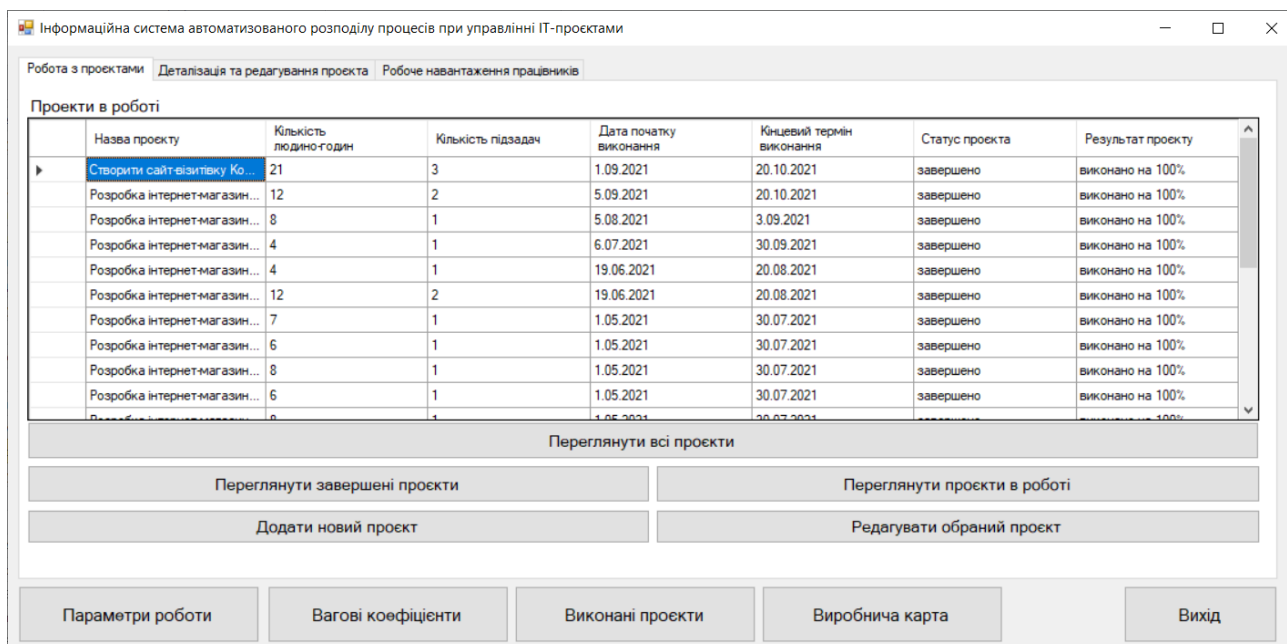 Інформаційна система автоматизованого розподілу процесів при управлінні ІТ-проєктами
Робота з проєктами Деталізація та редагування проєкта Робоче навантаження працівників
Проекти в роботі
Назва проєкту Кількість людино-годин Кількість підзадач Дата початку виконання Кінцевий термін виконання Статус проєкта Результат проєкту
Створити сайт-візитівку Ко... 21 3 1.09.2021 20.10.2021 завершено виконано на 100%
Розробка інтернет-магазин... 12 2 5.09.2021 20.10.2021 завершено виконано на 100%
Розробка інтернет-магазин... 8 1 5.08.2021 3.09.2021 завершено виконано на 100%
Розробка інтернет-магазин... 4 1 6.07.2021 30.09.2021 завершено виконано на 100%
Розробка інтернет-магазин... 4 1 19.06.2021 20.08.2021 завершено виконано на 100%
Розробка інтернет-магазин... 12 2 19.06.2021 20.08.2021 завершено виконано на 100%
Розробка інтернет-магазин... 7 1 1.05.2021 30.07.2021 завершено виконано на 100%
Розробка інтернет-магазин... 6 1 1.05.2021 30.07.2021 завершено виконано на 100%
Розробка інтернет-магазин... 8 1 1.05.2021 30.07.2021 завершено виконано на 100%
Розробка інтернет-магазин... 6 1 1.05.2021 30.07.2021 завершено виконано на 100%
Переглянути всі проєкти
Переглянути завершені проєкти Переглянути проєкти в роботі
Додати новий проєкт Редагувати обраний проєкт
Параметри роботи Вагові коефіцієнти Виконані проєкти Виробнича карта Вихід